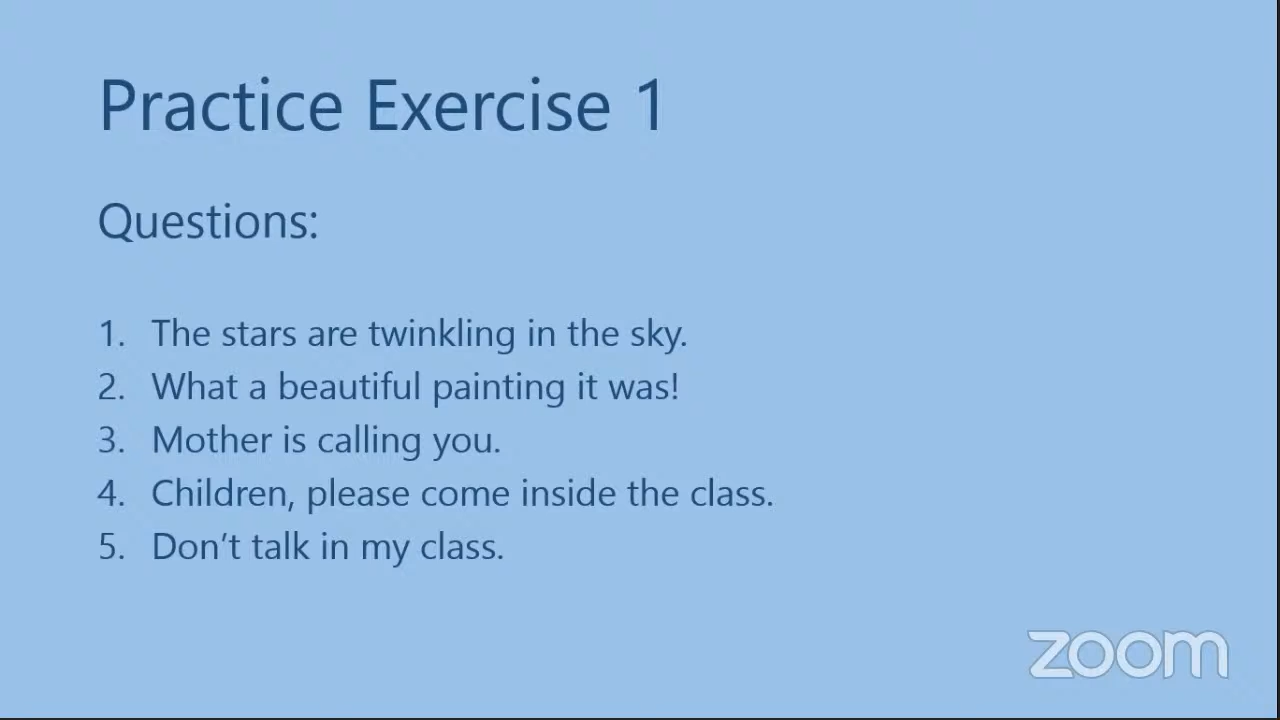 Practice Exercise 1
Questions:
1. The stars are twinkling in the sky.
2. What a beautiful painting it was!
3. Mother is calling you.
4. Children, please come inside the class.
5. Don’t talk in my class.
zoom